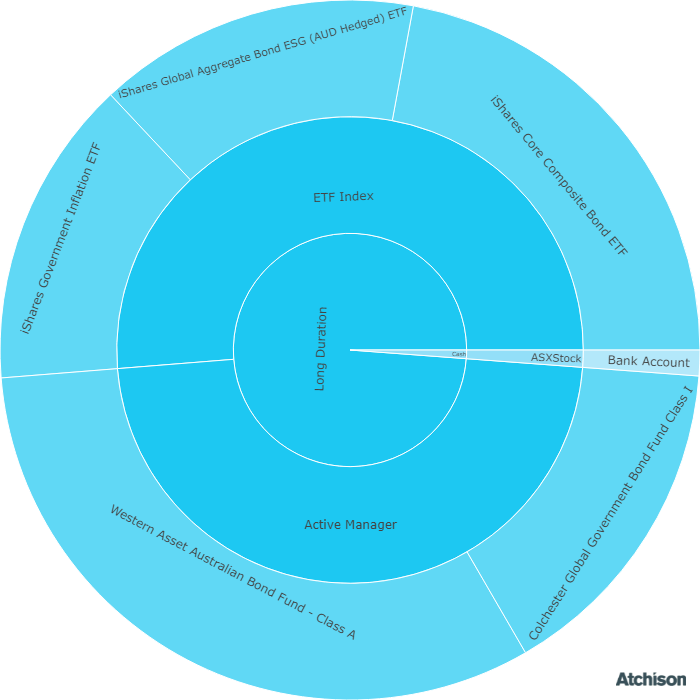 iShares Global Aggregate Bond ESG (AUD Hedged) ETF
iShares Core Composite Bond ETF
iShares Government Inflation ETF
ETF Index
Long Duration
Cash
ASXStock
Bank Account
Active Manager
Western Asset Australian Bond Fund - Class A
Colchester Global Government Bond Fund Class I
Atchison